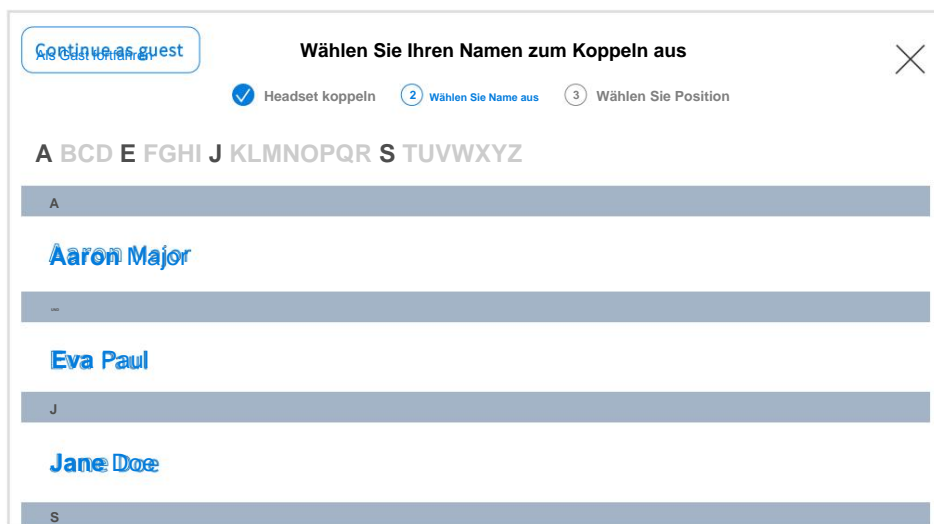 Continue as guest
Als Gast fortfahren
Wählen Sie Ihren Namen zum Koppeln aus
Headset koppeln 2 Wählen Sie Name aus 3 Wählen Sie Position
A BCD E FGHI J KLMNOPQR S TUVWXYZ
A
Aaron Major
Eva Paul
J
Jane Doe
S